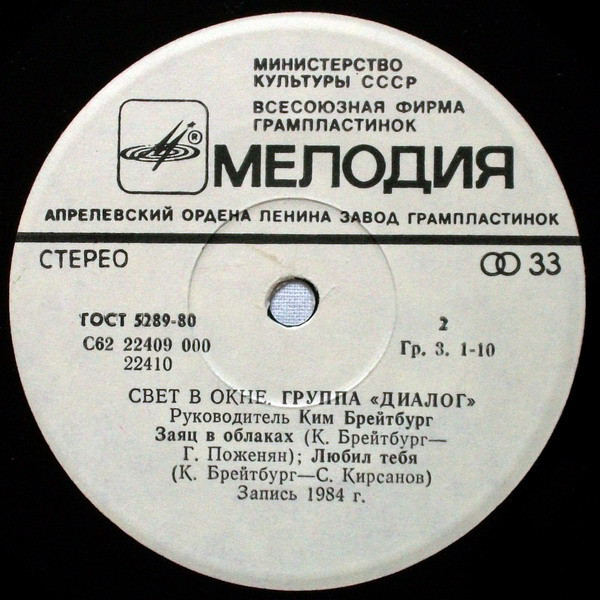 МИНИСТЕРСТВО
КУЛЬТУРЫ СССР
ВСЕСОЮЗНАЯ ФИРМА
ГРАМПЛАСТИНОК
®
МЕЛОДИЯ
АПРЕЛЕВСКИЙ ОРДЕНА ЛЕНИНА ЗАВОД ГРАМПЛАСТИНОК
СТЕРЕО
33
ГОСТ 5289-80
2
С62 22409 000
Гр. 3. 1-10
22410
СВЕТ В ОКНЕ. ГРУППА «ДИАЛОГ»
Руководитель Ким Брейтбург
Заяц в облаках (К. Брейтбург—
Г. Поженян); Любил тебя
(К. Брейтбург—С. Кирсанов)
Запись 1984 г.